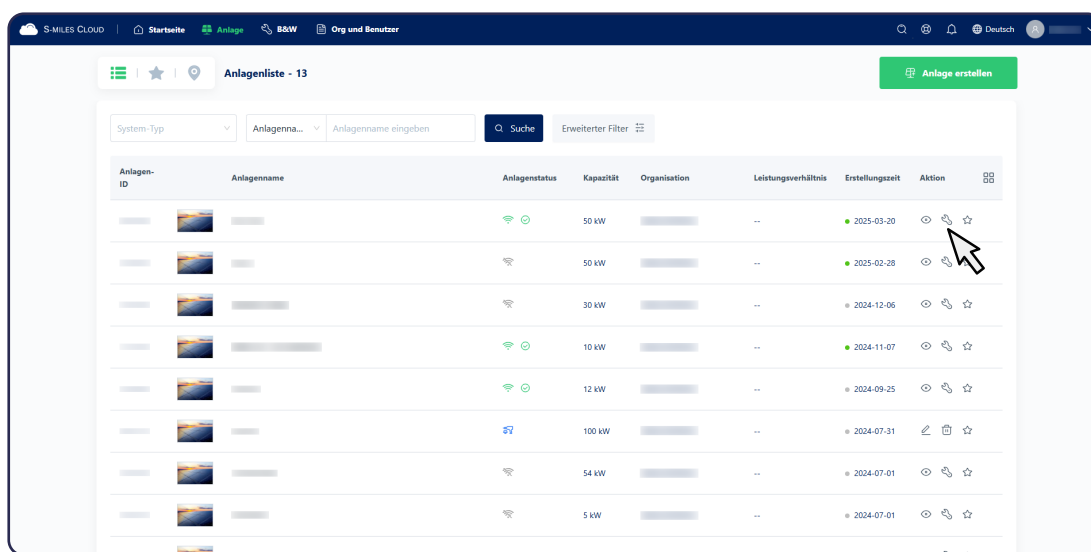 S-MILES CLOUD Startseite Anlage B&W Org und Benutzer Deutsch A
Anlagenliste - 13 Anlage erstellen
System-Typ Anlagenna... Anlagenname eingeben Suche Erweiterter Filter
Anlagen-ID Anlagenname Anlagenstatus Kapazität Organisation Leistungsverhältnis Erstellungszeit Aktion
50 kW -- 2025-03-20
50 kW -- 2025-02-28
30 kW -- 2024-12-06
10 kW -- 2024-11-07
12 kW -- 2024-09-25
100 kW -- 2024-07-31
54 kW -- 2024-07-01
5 kW -- 2024-07-01